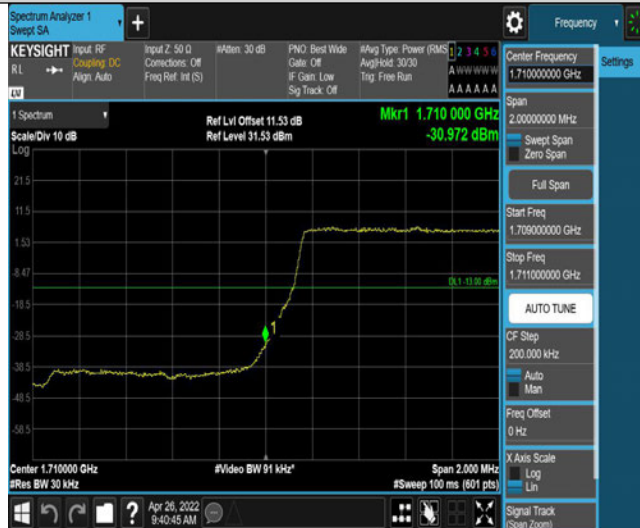 Spectrum Analyzer 1
Swept SA
+
Frequency
KEYSIGHT
RL
Input: RF
Coupling: DC
Align: Auto
Input Z: 50 Ω
Corrections: Off
Freq Ref: Int (S)
#Atten: 30 dB
PNO: Best Wide
Gate: Off
IF Gain: Low
Sig Track: Off
#Avg Type: Power (RMS
Avg|Hold: 30/30
Trig: Free Run
1 2 3 4 5 6
A W W W W W
A A A A A A
1 Spectrum
Scale/Div 10 dB
Log
Ref Lvl Offset 11.53 dB
Ref Level 31.53 dBm
Mkr1 1.710 000 GHz
-30.972 dBm
21.5
11.5
1.53
-8.47
-18.5
-28.5
-38.5
-48.5
-58.5
DL1 -13.00 dBm
1
Center 1.710000 GHz
#Res BW 30 kHz
#Video BW 91 kHz*
Span 2.000 MHz
#Sweep 100 ms (601 pts)
Center Frequency
1.710000000 GHz
Settings
Span
2.00000000 MHz
Swept Span
Zero Span
Full Span
Start Freq
1.709000000 GHz
Stop Freq
1.711000000 GHz
AUTO TUNE
CF Step
200.000 kHz
Auto
Man
Freq Offset
0 Hz
X Axis Scale
Log
Lin
Signal Track
(Span Zoom)
?
Apr 26, 2022
9:40:45 AM